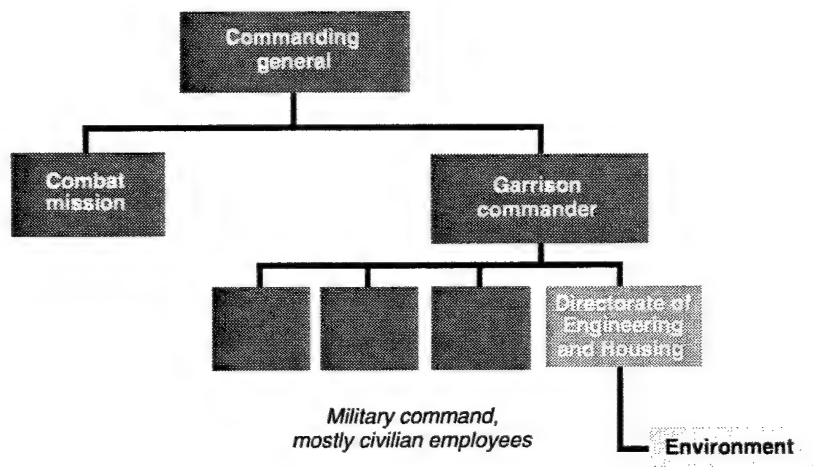 Commanding
general
Combat
mission
Garrison
commander
Directorate of
Engineering
and Housing
Military command,
mostly civilian employees
Environment